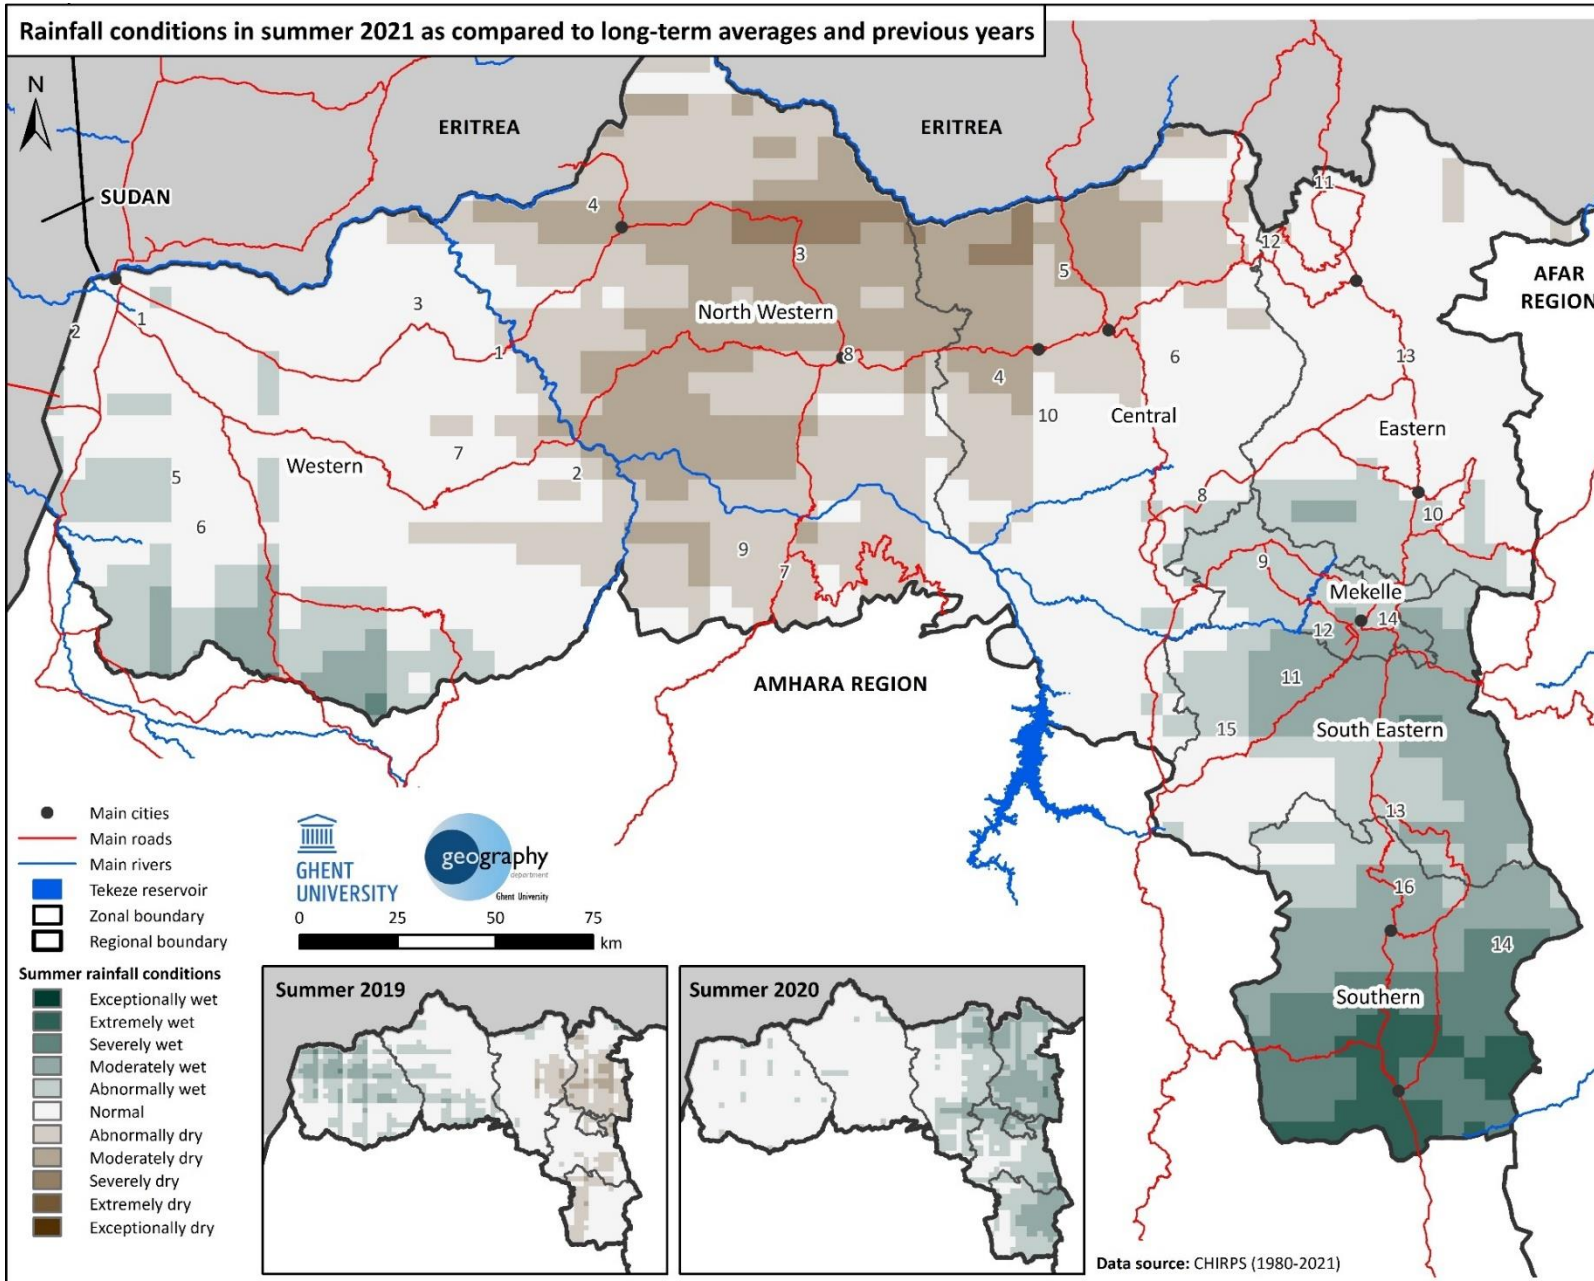 Rainfall conditions in summer 2021 as compared to long-term averages and previous years
N
ERITREA
ERITREA
SUDAN
AFAR
REGION
11
4
12
3
5
3
1
2
North Western
1
8
6
13
4
10
Central
Eastern
7
Western
5
2
8
10
6
9
7
9
Mekelle
14
12
11
AMHARA REGION
15
South Eastern
13
16
14
Southern
Main cities
Main roads
Main rivers
Tekeze reservoir
Zonal boundary
Regional boundary
GHENT
UNIVERSITY
geography
department
Ghent University
0 25 50 75
km
Summer rainfall conditions
Exceptionally wet
Extremely wet
Severely wet
Moderately wet
Abnormally wet
Normal
Abnormally dry
Moderately dry
Severely dry
Extremely dry
Exceptionally dry
Summer 2019
Summer 2020
Data source: CHIRPS (1980-2021)